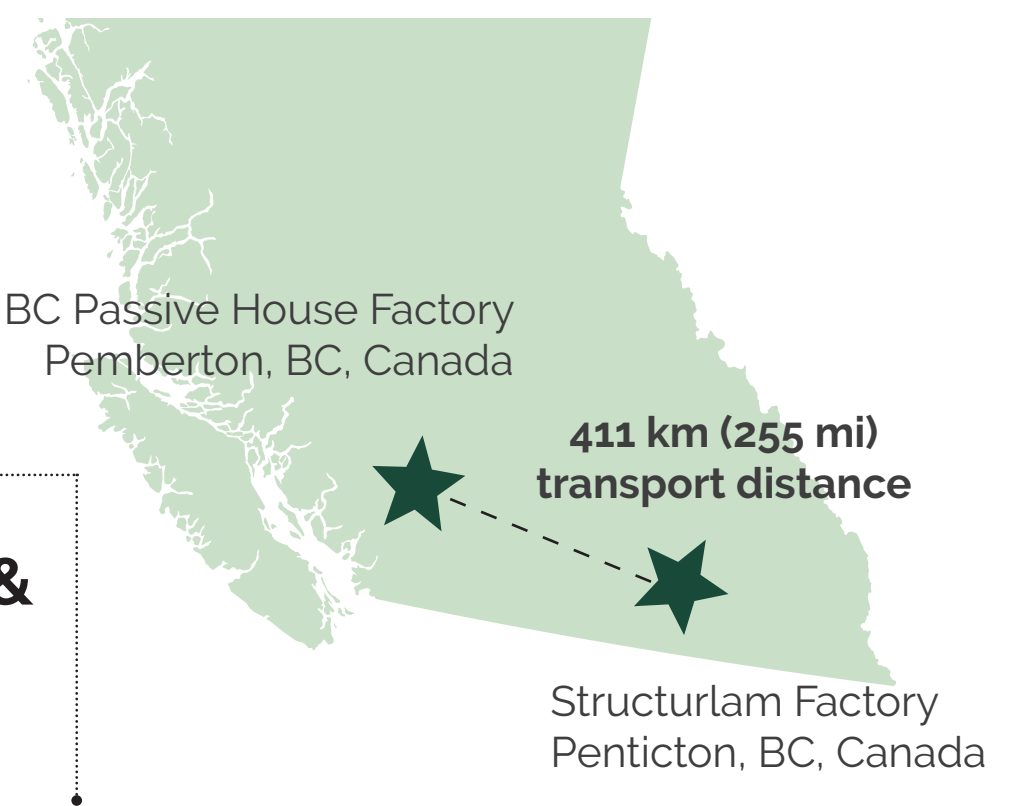 BC Passive House Factory
Pemberton, BC, Canada
411 km (255 mi)
transport distance
&
Structurlam Factory
Penticton, BC, Canada